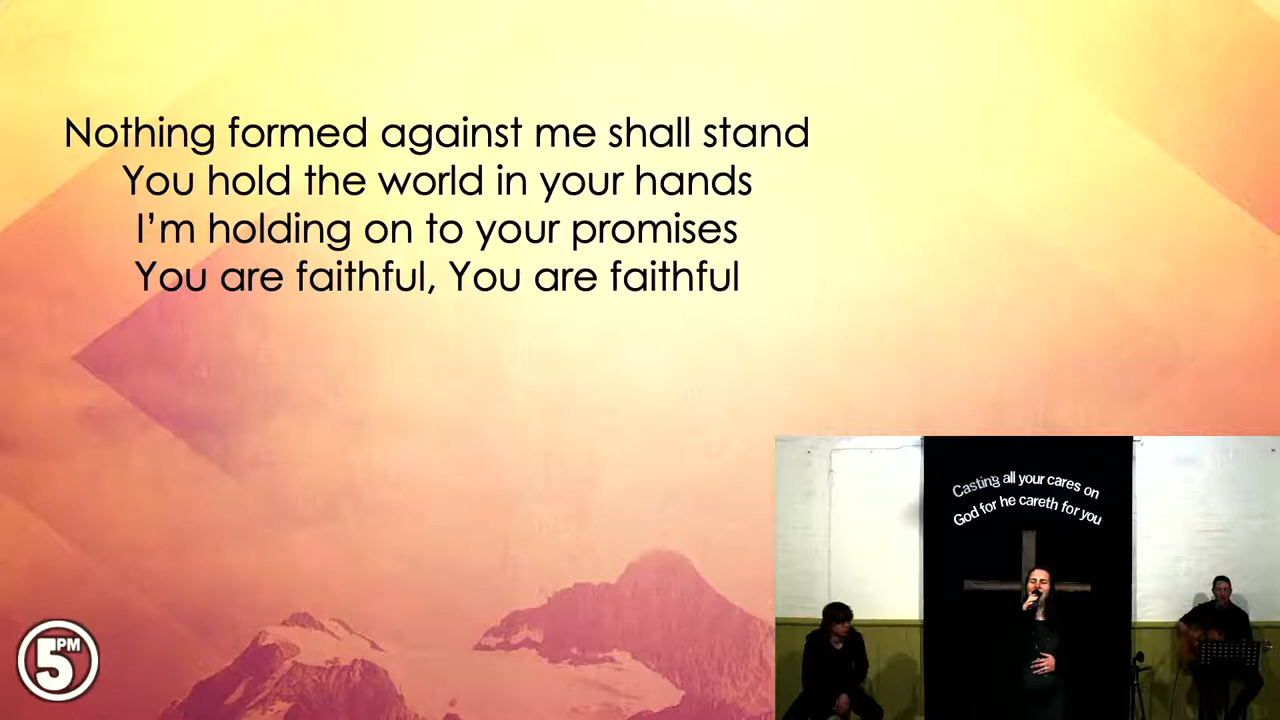 Nothing formed against me shall stand
You hold the world in your hands
I’m holding on to your promises
You are faithful, You are faithful
Casting all your cares on
God for he careth for you
5PM